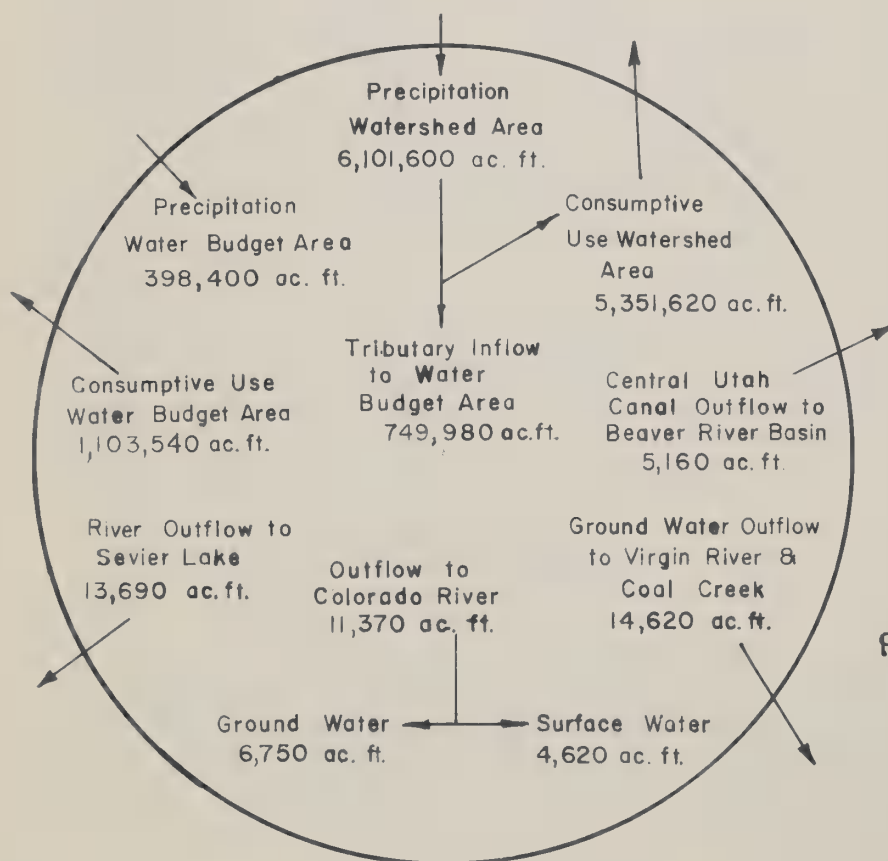 Precipitation
Watershed Area
6,101,600 ac. ft.
Precipitation
Water Budget Area
398,400 ac. ft.
Consumptive
Use Watershed
Area
5,351,620 ac. ft.
Tributary Inflow
to Water
Budget Area
749,980 ac. ft.
Consumptive Use
Water Budget Area
1,103,540 ac. ft.
Central Utah
Canal Outflow to
Beaver River Basin
5,160 ac. ft.
River Outflow to
Sevier Lake
13,690 ac. ft.
Outflow to
Colorado River
11,370 ac. ft.
Ground Water Outflow
to Virgin River &
Coal Creek
14,620 ac. ft.
Ground Water
6,750 ac. ft.
Surface Water
4,620 ac. ft.